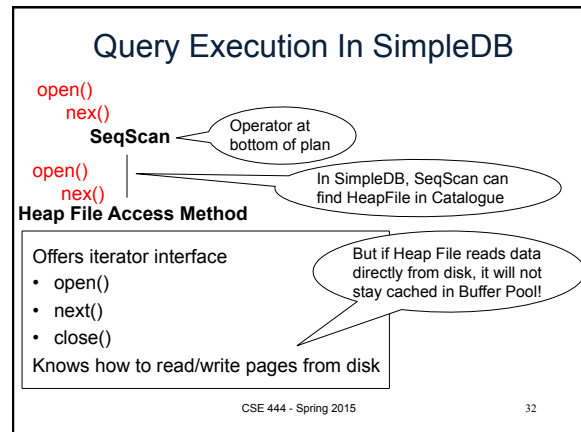 Query Execution In SimpleDB
open()
nex()
SeqScan
Operator at
bottom of plan
open()
nex()
In SimpleDB, SeqScan can
find HeapFile in Catalogue
Heap File Access Method
Offers iterator interface
• open()
• next()
• close()
Knows how to read/write pages from disk
But if Heap File reads data
directly from disk, it will not
stay cached in Buffer Pool!
CSE 444 - Spring 2015
32